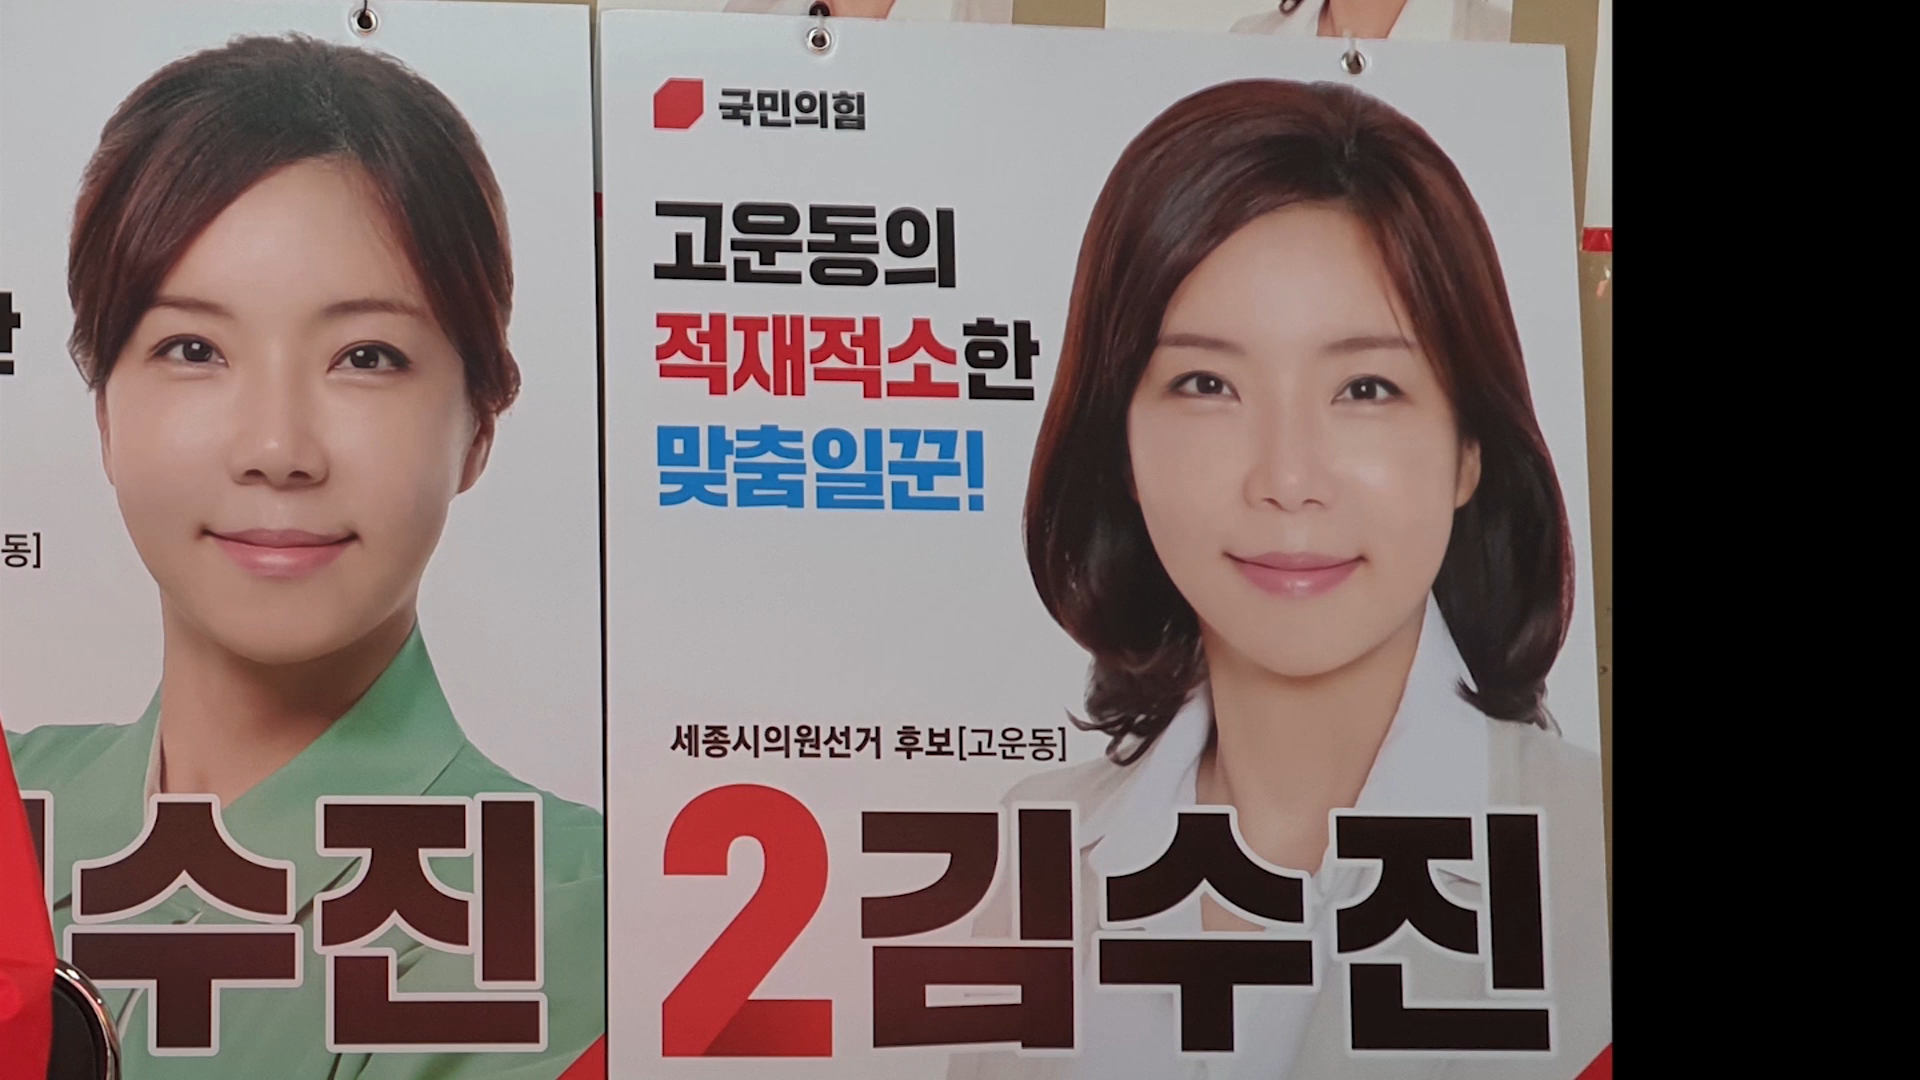 동]
수진
국민의힘
고운동의
적재적소한
맞춤일꾼!
세종시의원선거 후보[고운동]
2김수진